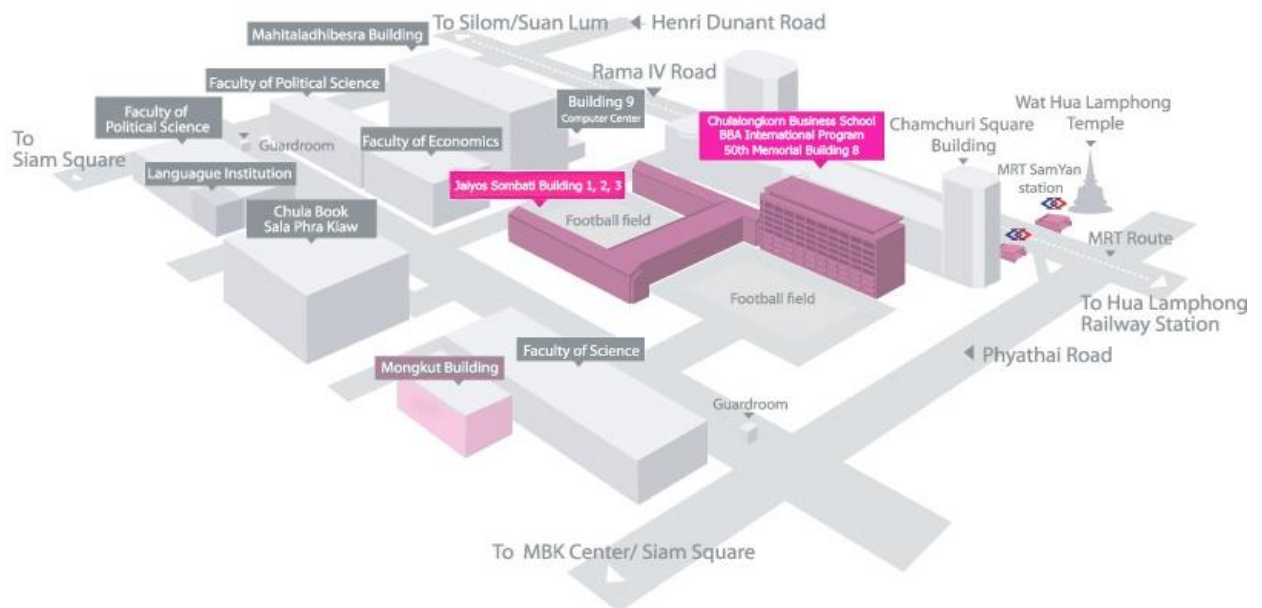 To Silom/Suan Lum
Henri Dunant Road
Mahitaladhibesra Building
Rama IV Road
Faculty of Political Science
Building 9
Computer Center
Wat Hua Lamphong
Temple
Faculty of
Political Science
Chulalongkorn Business School
BBA International Program
50th Memorial Building 8
Chamchuri Square
Building
To
Siam Square
Guardroom
Faculty of Economics
MRT SamYan
station
Languague Institution
Jaiyos Sombati Building 1, 2, 3
Chula Book
Sala Phra Kiaw
Football field
MRT Route
Football field
To Hua Lamphong
Railway Station
Faculty of Science
Phyathai Road
Mongkut Building
Guardroom
To MBK Center/ Siam Square